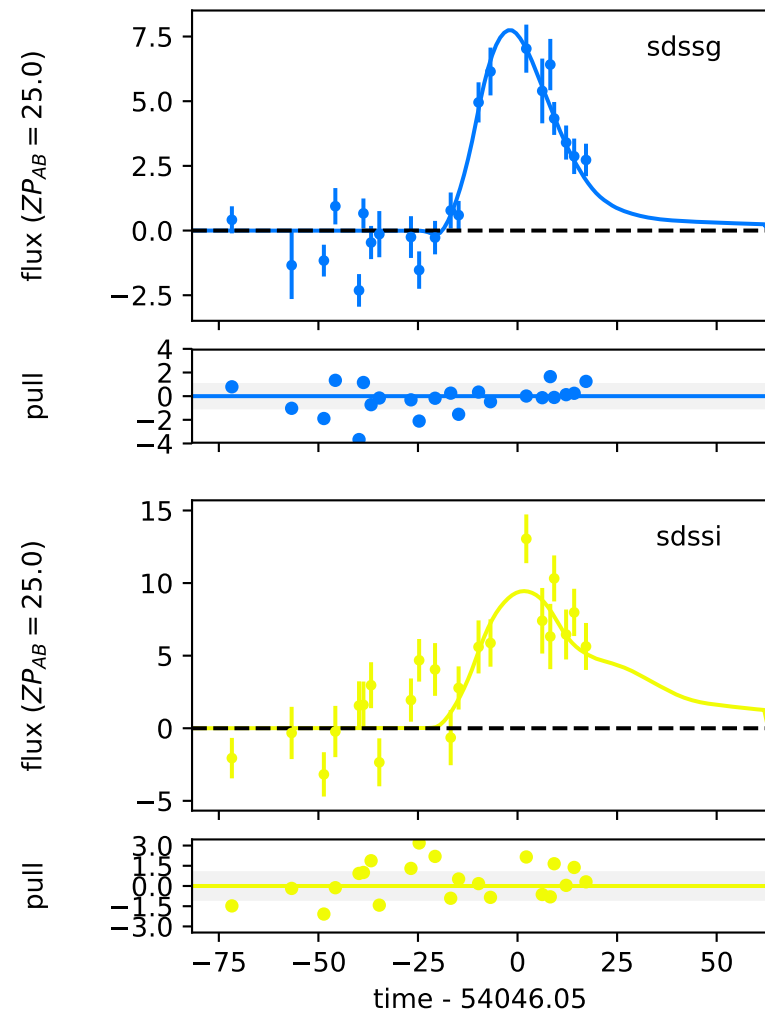 7.5
sdssg
5.0
2.5
0.0
−2.5
flux (ZP_AB = 25.0)
4
2
0
−2
−4
pull
15
sdssi
10
5
0
−5
flux (ZP_AB = 25.0)
3.0
1.5
0.0
−1.5
−3.0
pull
−75 −50 −25 0 25 50
time - 54046.05